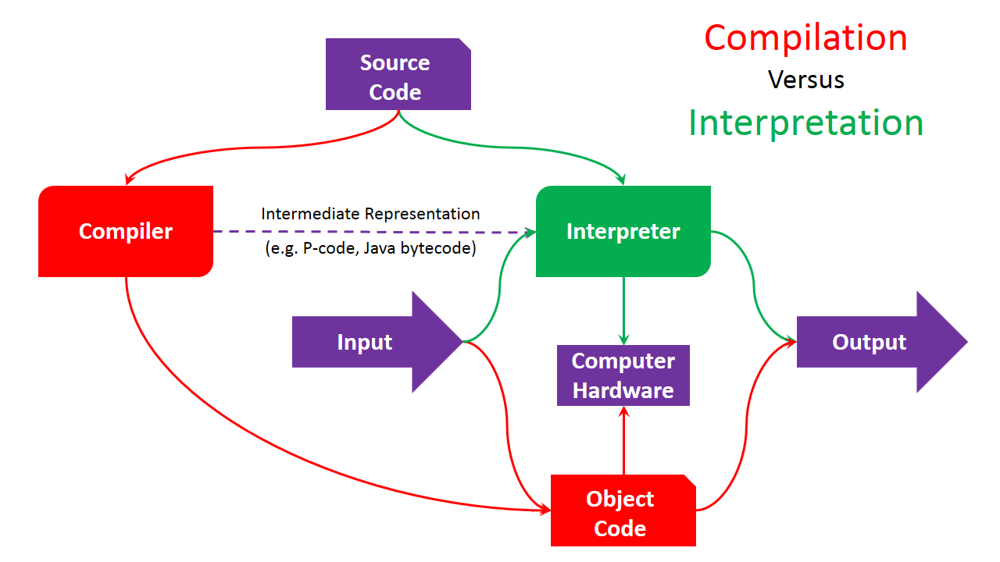 Compilation
Versus
Interpretation
Source
Code
Compiler
Intermediate Representation
(e.g. P-code, Java bytecode)
Interpreter
Input
Computer
Hardware
Output
Object
Code